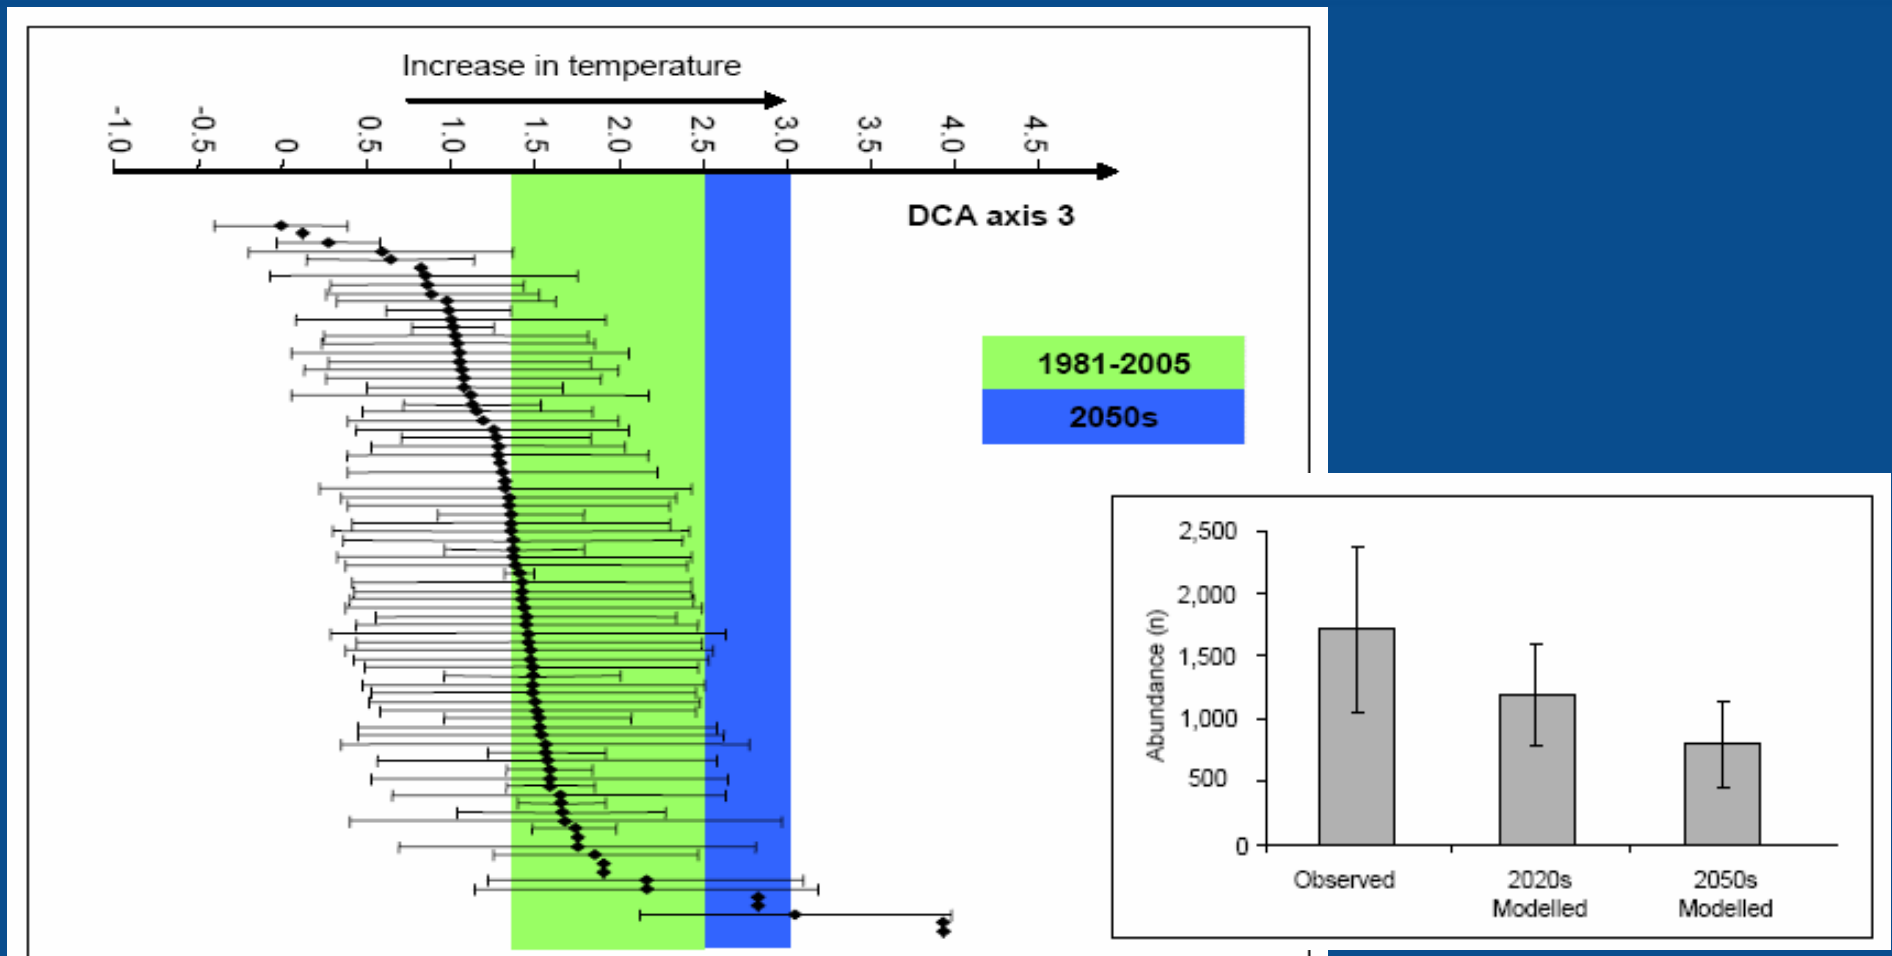 Increase in temperature
-1.0 -0.5 0 0.5 1.0 1.5 2.0 2.5 3.0 3.5 4.0 4.5
DCA axis 3
1981-2005
2050s
2,500
2,000
1,500
1,000
500
0
Abundance (n)
Observed 2020s 2050s
Modelled Modelled